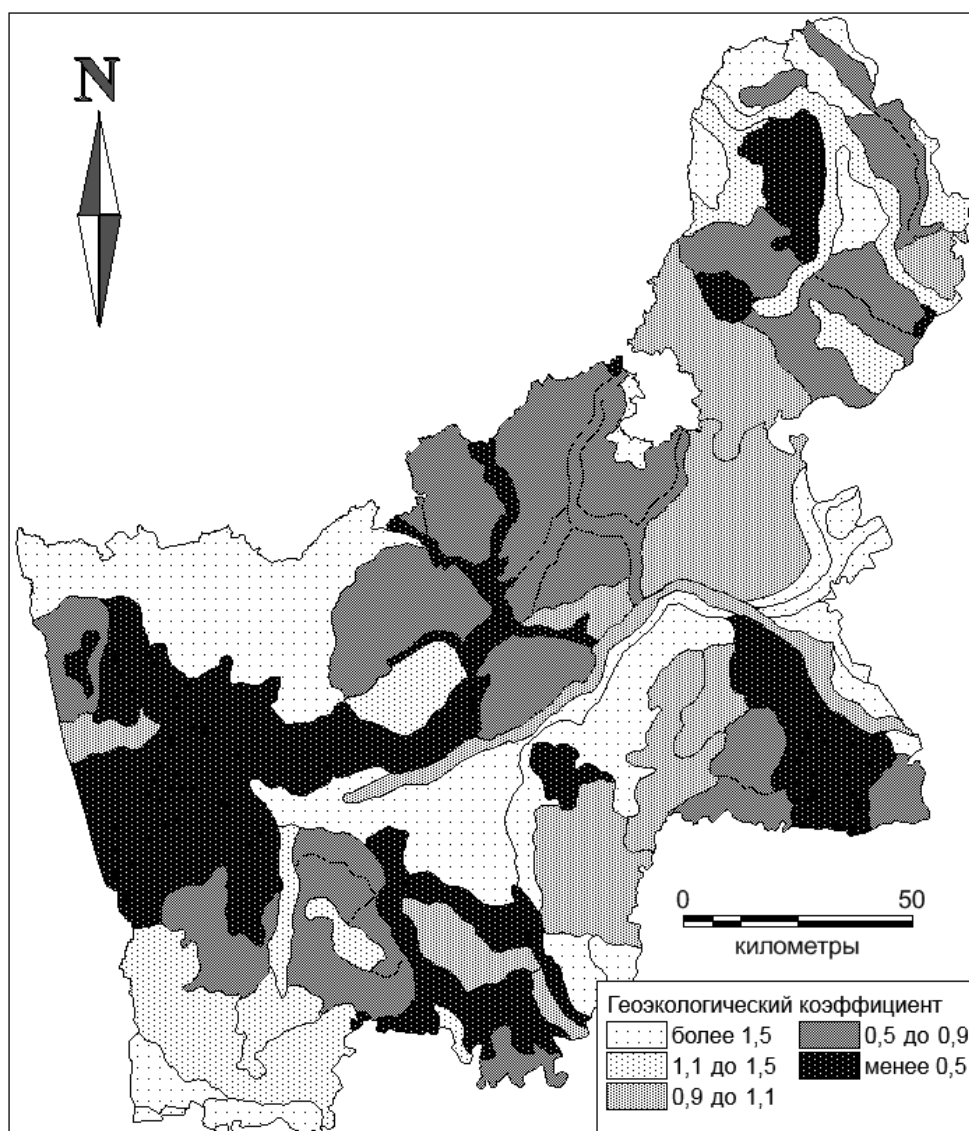 N
0 50
километры
Геоэкологический коэффициент
более 1,5 0,5 до 0,9
1,1 до 1,5 менее 0,5
0,9 до 1,1